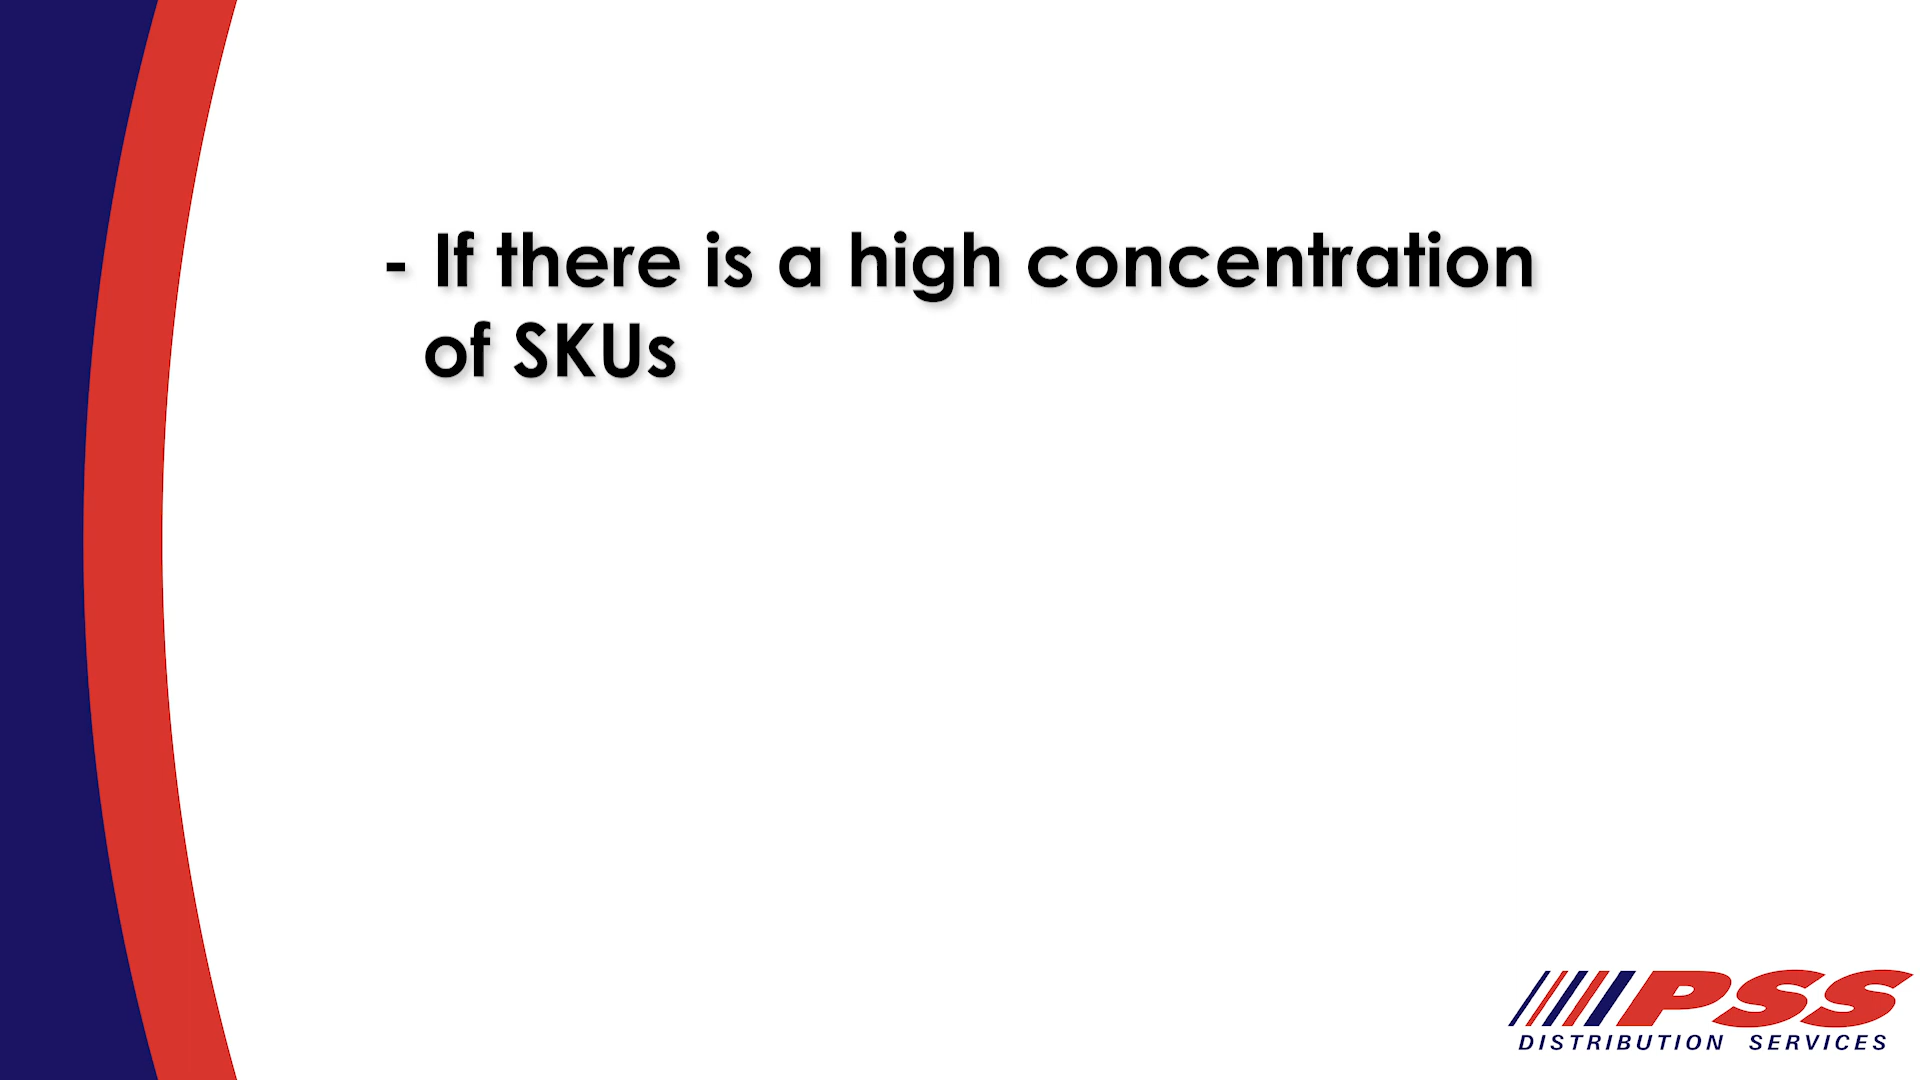 - If there is a high concentration
of SKUs
PSS
DISTRIBUTION SERVICES